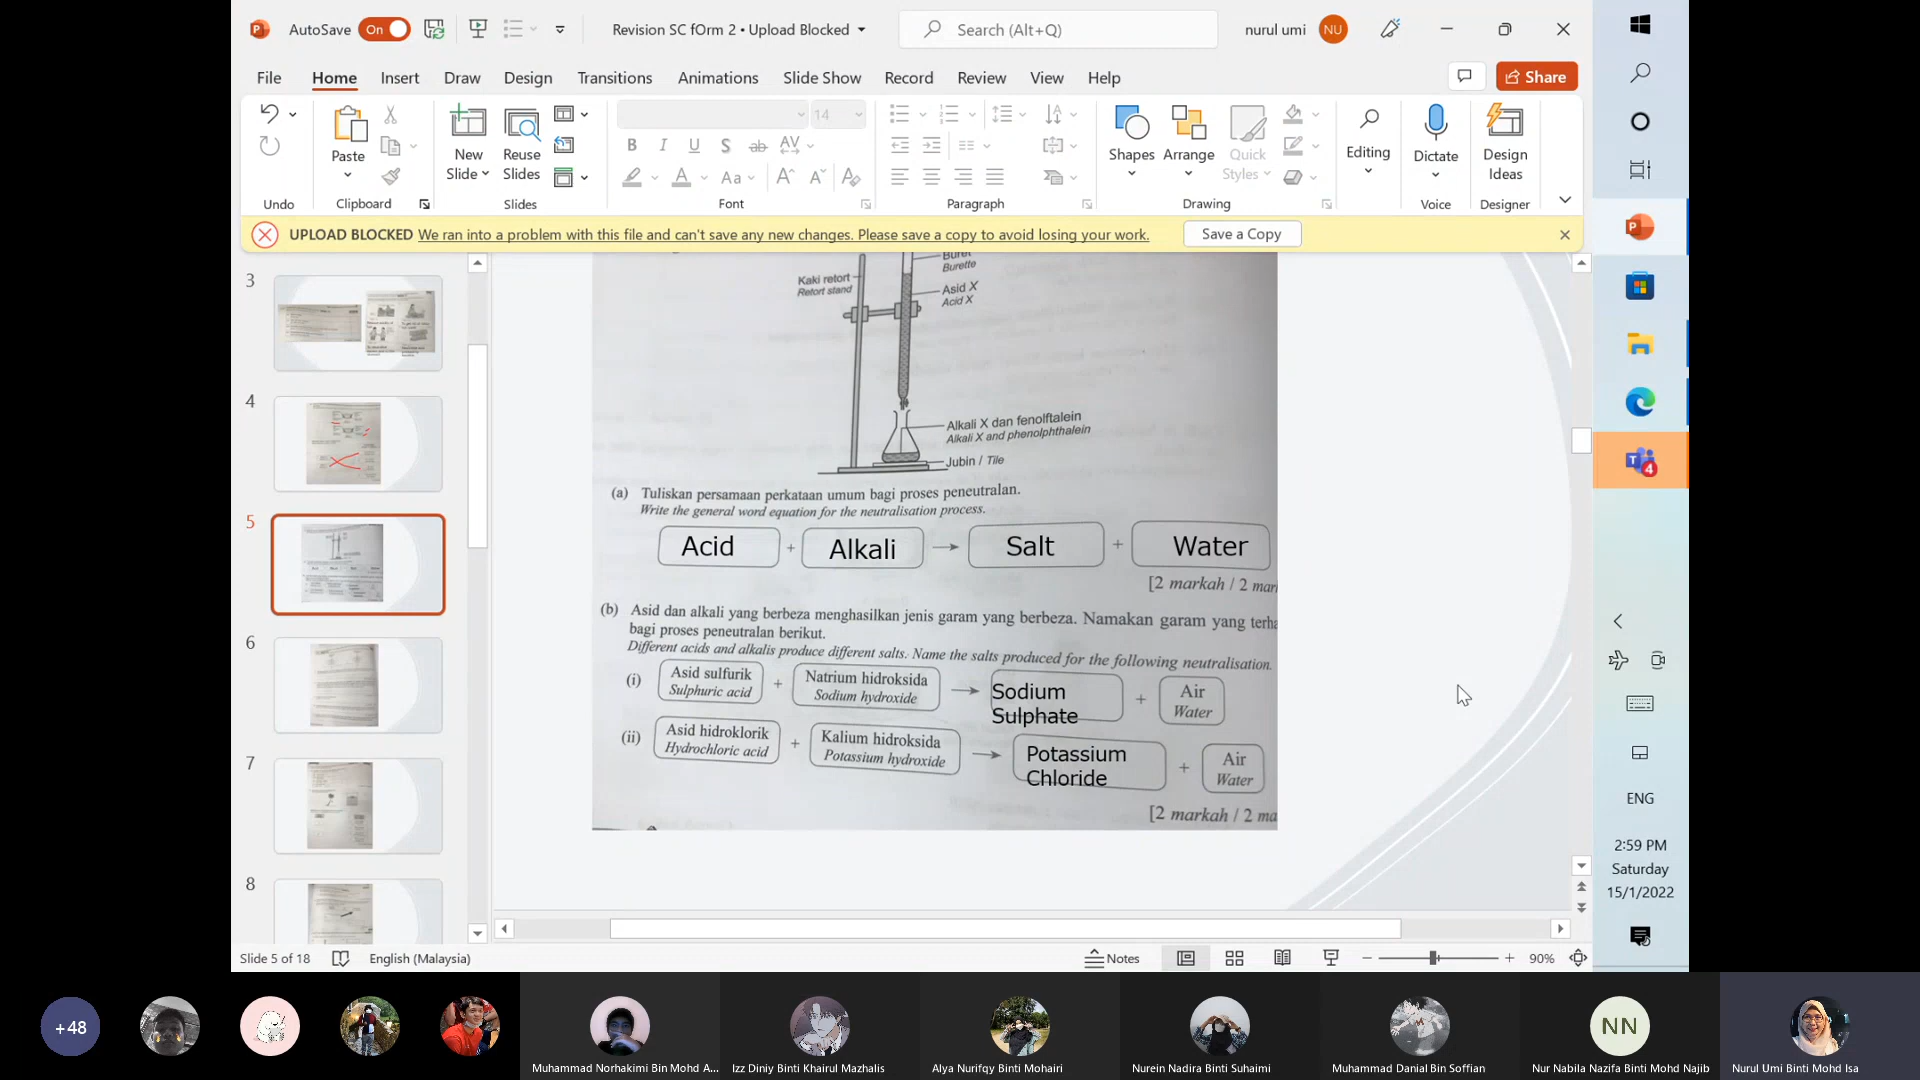 AutoSave On
Revision SC fOrm 2 • Upload Blocked
Search (Alt+Q)
nurul umi NU
File Home Insert Draw Design Transitions Animations Slide Show Record Review View Help
Share
14
Paste
New Slide
Reuse Slides
Shapes
Arrange
Quick Styles
Editing
Dictate
Design Ideas
Undo Clipboard Slides Font Paragraph Drawing Voice Designer
UPLOAD BLOCKED We ran into a problem with this file and can't save any new changes. Please save a copy to avoid losing your work. Save a Copy
3
4
5
6
7
8
Buret
Burette
Kaki retort
Retort stand
Asid X
Acid X
Alkali X dan fenolftalein
Alkali X and phenolphthalein
Jubin / Tile
(a) Tuliskan persamaan perkataan umum bagi proses peneutralan.
Write the general word equation for the neutralisation process.
Acid + Alkali → Salt + Water
[2 markah / 2 mar
(b) Asid dan alkali yang berbeza menghasilkan jenis garam yang berbeza. Namakan garam yang terha
bagi proses peneutralan berikut.
Different acids and alkalis produce different salts. Name the salts produced for the following neutralisation.
(i) Asid sulfurik + Natrium hidroksida → Sodium + Air
Sulphuric acid Sodium hydroxide Sulphate Water
(ii) Asid hidroklorik + Kalium hidroksida → Potassium + Air
Hydrochloric acid Potassium hydroxide Chloride Water
[2 markah / 2 ma
ENG
2:59 PM
Saturday
15/1/2022
4
Slide 5 of 18 English (Malaysia) Notes 90%
+48
NN
Muhammad Norhakimi Bin Mohd A...
Izz Diniy Binti Khairul Mazhalis
Alya Nurifqy Binti Mohairi
Nurein Nadira Binti Suhaimi
Muhammad Danial Bin Soffian
Nur Nabila Nazifa Binti Mohd Najib
Nurul Umi Binti Mohd Isa